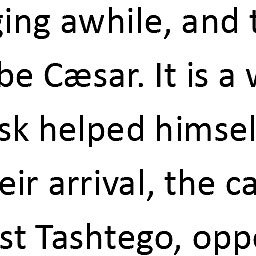 ging awhile, and t
be Cæsar. It is a w
sk helped himsel
eir arrival, the ca
st Tashtego, oppo